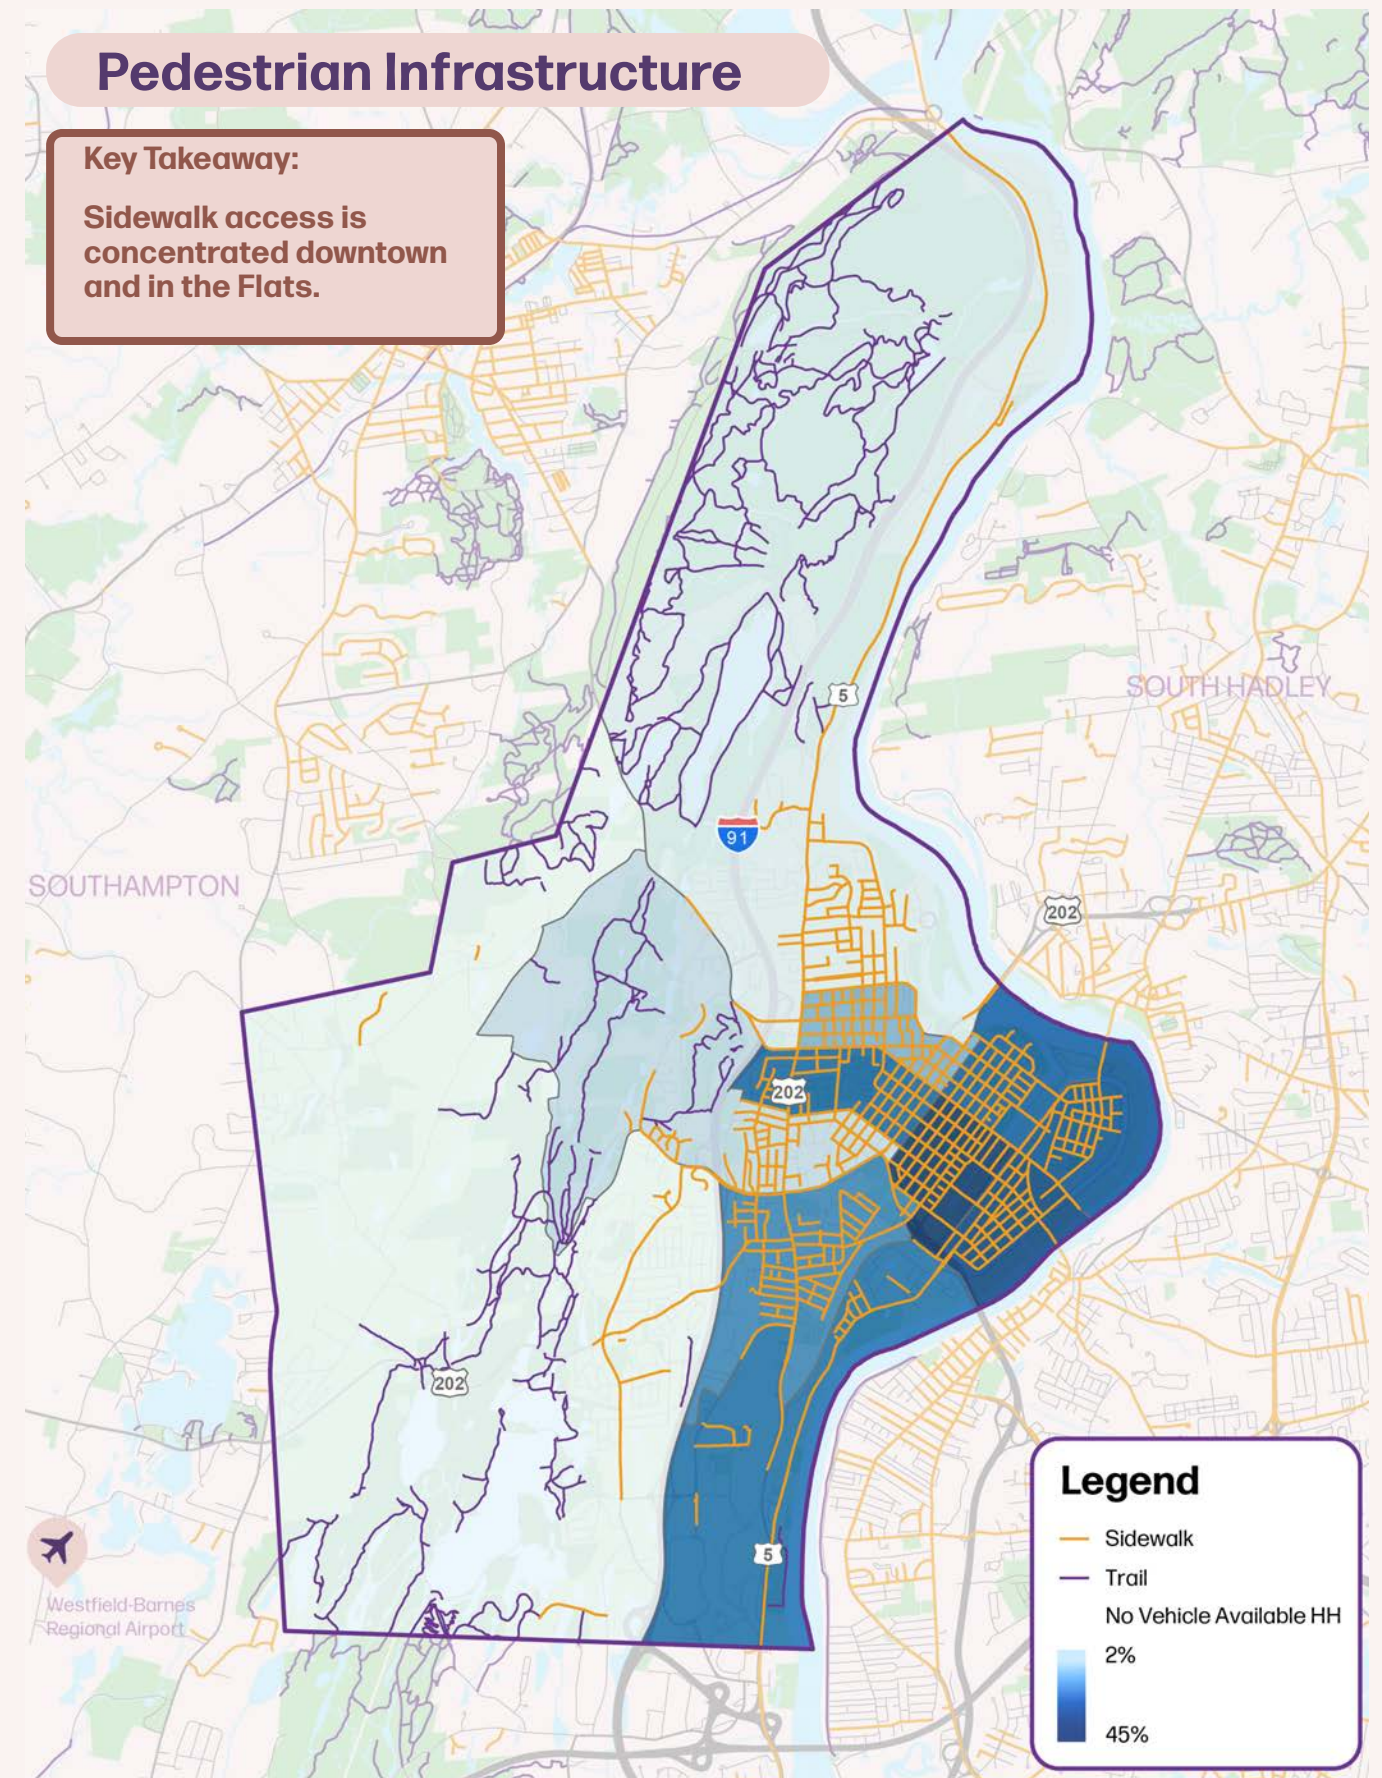 Pedestrian Infrastructure
Key Takeaway:
Sidewalk access is
concentrated downtown
and in the Flats.
5
SOUTH HADLEY
91
SOUTHAMPTON
202
202
202
5
Westfield-Barnes
Regional Airport
Legend
Sidewalk
Trail
No Vehicle Available HH
2%
45%